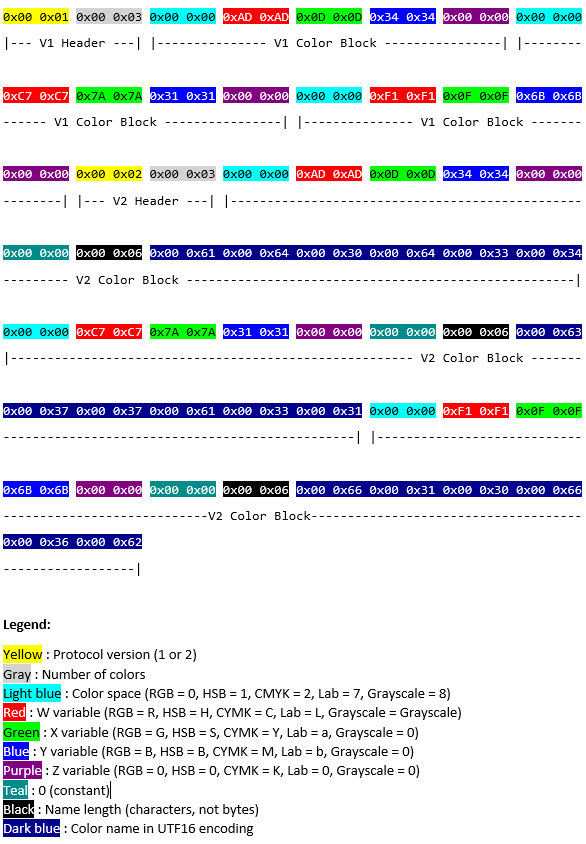 0x00 0x01 0x00 0x03 0x00 0x00 0xAD 0xAD 0x0D 0x0D 0x34 0x34 0x00 0x00 0x00 0x00
|--- V1 Header ---| |--------------- V1 Color Block ----------------| |--------
0xC7 0xC7 0x7A 0x7A 0x31 0x31 0x00 0x00 0x00 0x00 0xF1 0xF1 0x0F 0x0F 0x6B 0x6B
------ V1 Color Block ----------------| |--------------- V1 Color Block --------
0x00 0x00 0x00 0x02 0x00 0x03 0x00 0x00 0xAD 0xAD 0x0D 0x0D 0x34 0x34 0x00 0x00
--------| |--- V2 Header ---| |------------------------------------------------
0x00 0x00 0x00 0x06 0x00 0x61 0x00 0x64 0x00 0x30 0x00 0x64 0x00 0x33 0x00 0x34
--------- V2 Color Block -----------------------------------------------------|
0x00 0x00 0xC7 0xC7 0x7A 0x7A 0x31 0x31 0x00 0x00 0x00 0x00 0x00 0x06 0x00 0x63
|------------------------------------------------------- V2 Color Block -------
0x00 0x37 0x00 0x37 0x00 0x61 0x00 0x33 0x00 0x31 0x00 0x00 0xF1 0xF1 0x0F 0x0F
------------------------------------------------| |----------------------------
0x6B 0x6B 0x00 0x00 0x00 0x00 0x00 0x06 0x00 0x66 0x00 0x31 0x00 0x30 0x00 0x66
----------------------------V2 Color Block-------------------------------------
0x00 0x36 0x00 0x62
------------------|
Legend:
Yellow : Protocol version (1 or 2)
Gray : Number of colors
Light blue : Color space (RGB = 0, HSB = 1, CMYK = 2, Lab = 7, Grayscale = 8)
Red : W variable (RGB = R, HSB = H, CYMK = C, Lab = L, Grayscale = Grayscale)
Green : X variable (RGB = G, HSB = S, CYMK = Y, Lab = a, Grayscale = 0)
Blue : Y variable (RGB = B, HSB = B, CYMK = M, Lab = b, Grayscale = 0)
Purple : Z variable (RGB = 0, HSB = 0, CYMK = K, Lab = 0, Grayscale = 0)
Teal : 0 (constant)
Black : Name length (characters, not bytes)
Dark blue : Color name in UTF16 encoding